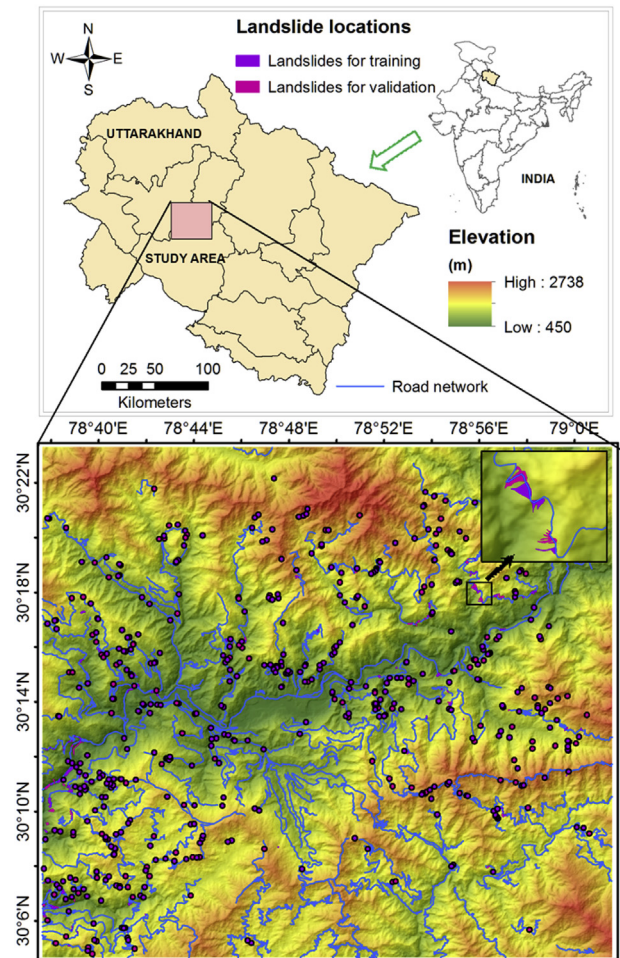 Landslide locations
Landslides for training
Landslides for validation
N
W E
S
UTTARAKHAND
STUDY AREA
INDIA
Elevation
(m)
High : 2738
Low : 450
0 25 50 100
Kilometers
Road network
78°40'E 78°44'E 78°48'E 78°52'E 78°56'E 79°0'E
30°22'N
30°18'N
30°14'N
30°10'N
30°6'N